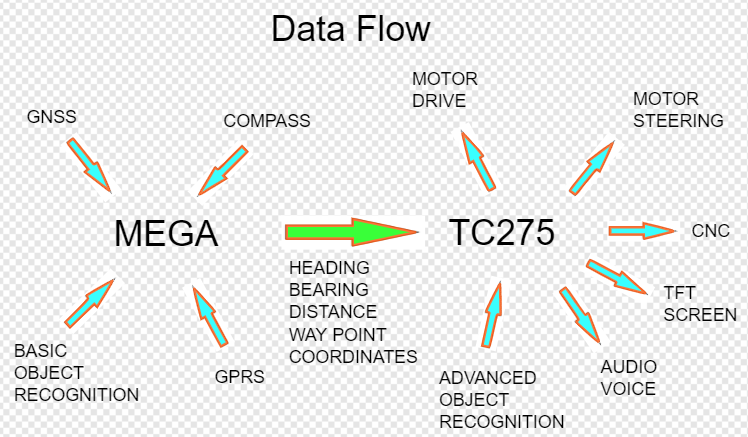 Data Flow
GNSS
COMPASS
MOTOR
DRIVE
MOTOR
STEERING
MEGA
TC275
CNC
HEADING
BEARING
DISTANCE
WAY POINT
COORDINATES
TFT
SCREEN
BASIC
OBJECT
RECOGNITION
GPRS
ADVANCED
OBJECT
RECOGNITION
AUDIO
VOICE